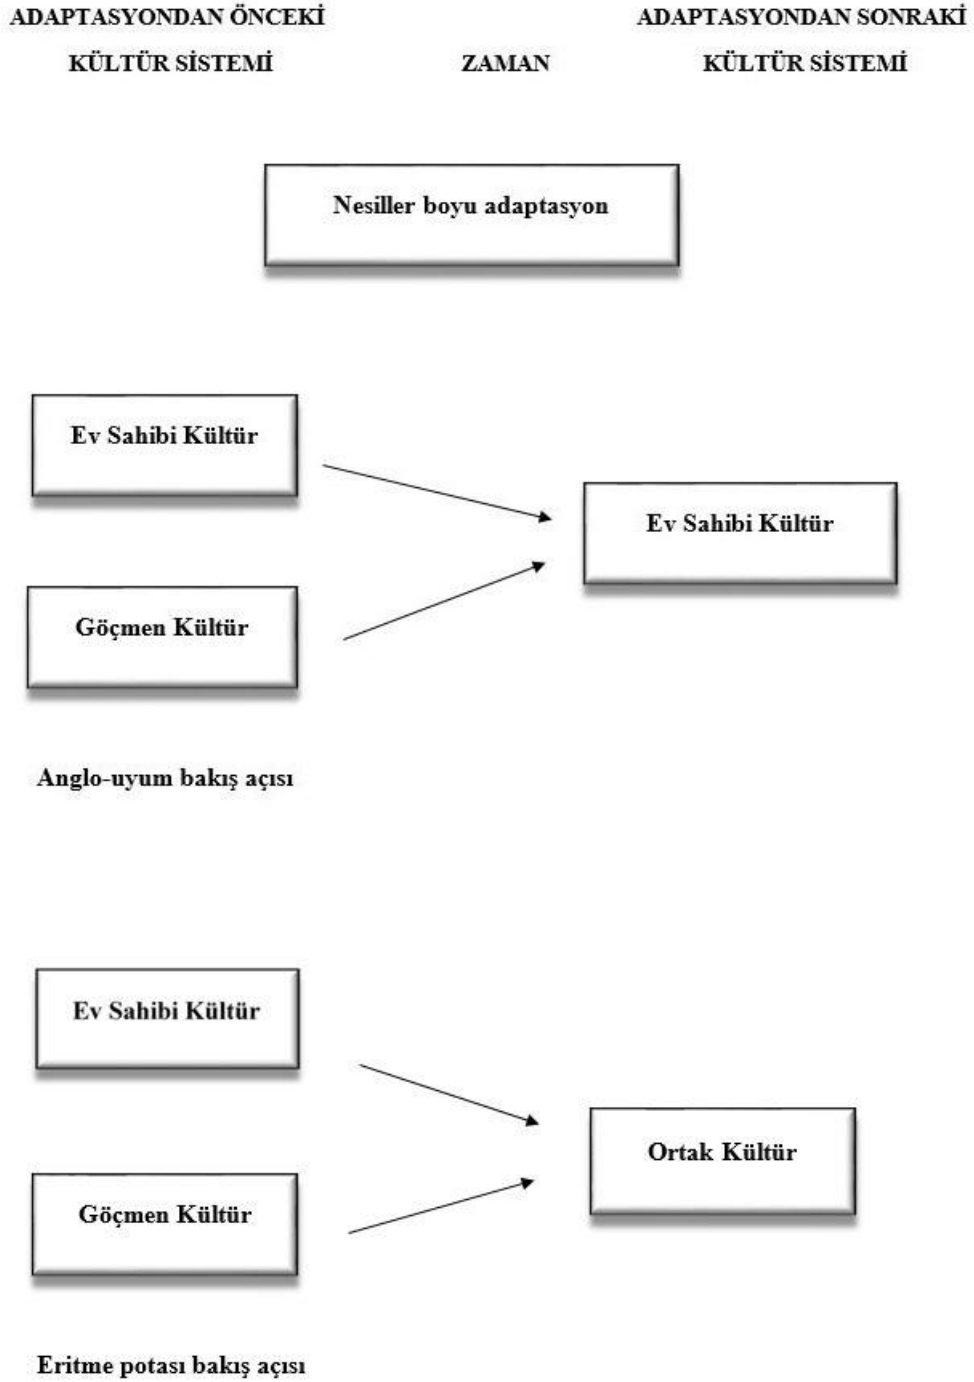 ADAPTASYONDAN ÖNCEKİ
KÜLTÜR SİSTEMİ
ZAMAN
ADAPTASYONDAN SONRAKİ
KÜLTÜR SİSTEMİ
Nesiller boyu adaptasyon
Ev Sahibi Kültür
Ev Sahibi Kültür
Göçmen Kültür
Anglo-uyum bakış açısı
Ev Sahibi Kültür
Ortak Kültür
Göçmen Kültür
Eritme potası bakış açısı